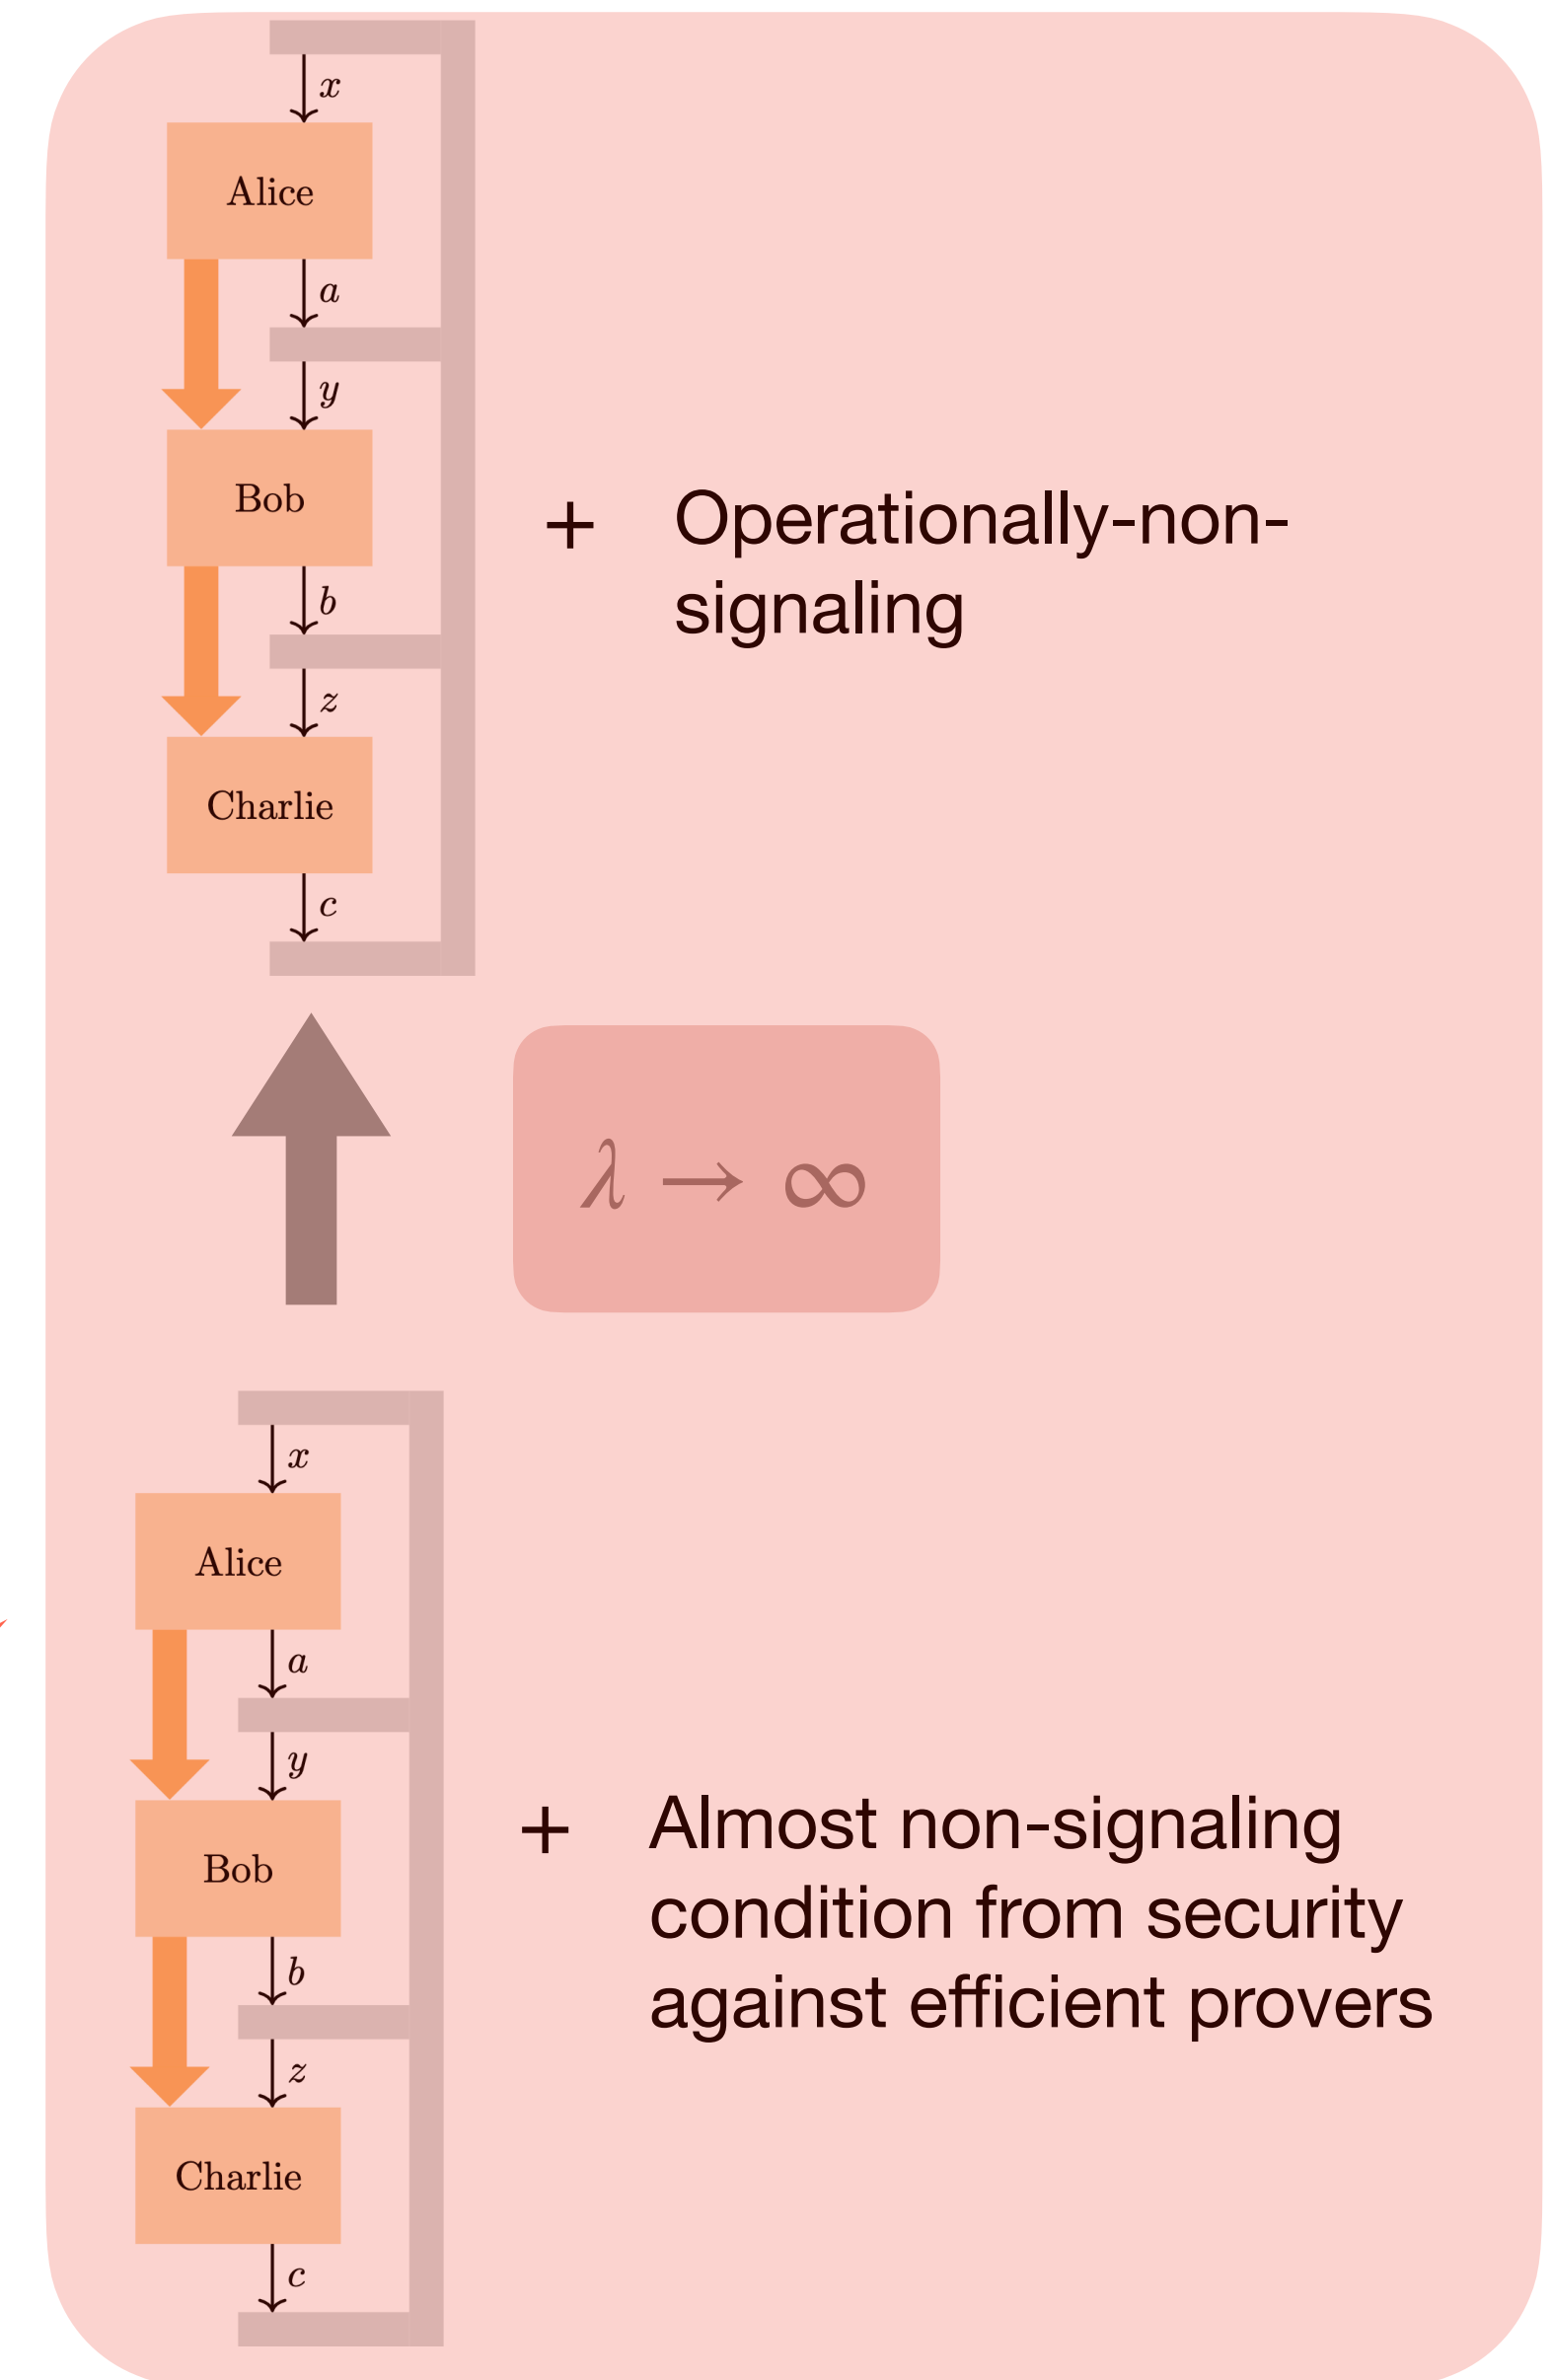 x
Alice
a
y
Bob
+ Operationally-non-
signaling
b
z
Charlie
c
λ → ∞
x
Alice
a
y
+ Almost non-signaling
Bob
condition from security
b
against efficient provers
z
Charlie
c